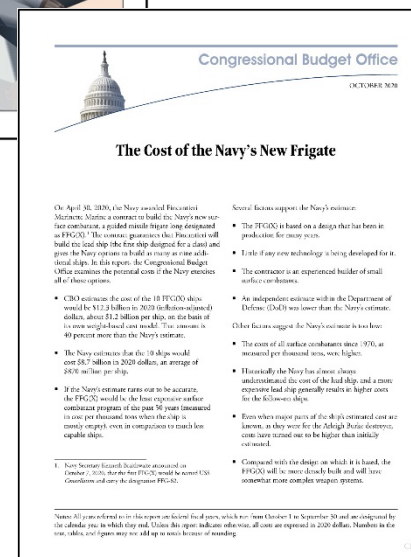 Congressional Budget Office
OCTOBER 2020
The Cost of the Navy's New Frigate
On April 30, 2020, the Navy awarded Fincantieri
Marinette Marine a contract to build the Navy's new sur-
face combatant, a guided missile frigate long designated
as FFG(X).¹ The contract guarantees that Fincantieri will
build the lead ship (the first ship designed for a class) and
gives the Navy options to build as many as nine addi-
tional ships. In this report, the Congressional Budget
Office examines the potential costs if the Navy exercises
all of those options.
▪ CBO estimates the cost of the 10 FFG(X) ships
would be $12.3 billion in 2020 (inflation-adjusted)
dollars, about $1.2 billion per ship, on the basis of
its own weight-based cost model. That amount is
40 percent more than the Navy's estimate.
▪ The Navy estimates that the 10 ships would
cost $8.7 billion in 2020 dollars, an average of
$870 million per ship.
▪ If the Navy's estimate turns out to be accurate,
the FFG(X) would be the least expensive surface
combatant program of the past 50 years (measured
in cost per thousand tons when the ship is
mostly empty), even in comparison to much less
capable ships.
1. Navy Secretary Kenneth Braithwaite announced on
October 7, 2020, that the first FFG(X) would be named USS
Constellation and carry the designation FFG-62.
Several factors support the Navy's estimate:
▪ The FFG(X) is based on a design that has been in
production for many years.
▪ Little if any new technology is being developed for it.
▪ The contractor is an experienced builder of small
surface combatants.
▪ An independent estimate within the Department of
Defense (DoD) was lower than the Navy's estimate.
Other factors suggest the Navy's estimate is too low:
▪ The costs of all surface combatants since 1970, as
measured per thousand tons, were higher.
▪ Historically the Navy has almost always
underestimated the cost of the lead ship, and a more
expensive lead ship generally results in higher costs
for the follow-on ships.
▪ Even when major parts of the ship's estimated cost are
known, as they were for the Arleigh Burke destroyer,
costs have turned out to be higher than initially
estimated.
▪ Compared with the design on which it is based, the
FFG(X) will be more densely built and will have
somewhat more complex weapon systems.
Notes: All years referred to in this report are federal fiscal years, which run from October 1 to September 30 and are designated by
the calendar year in which they end. Unless this report indicates otherwise, all costs are expressed in 2020 dollars. Numbers in the
text, tables, and figures may not add up to totals because of rounding.